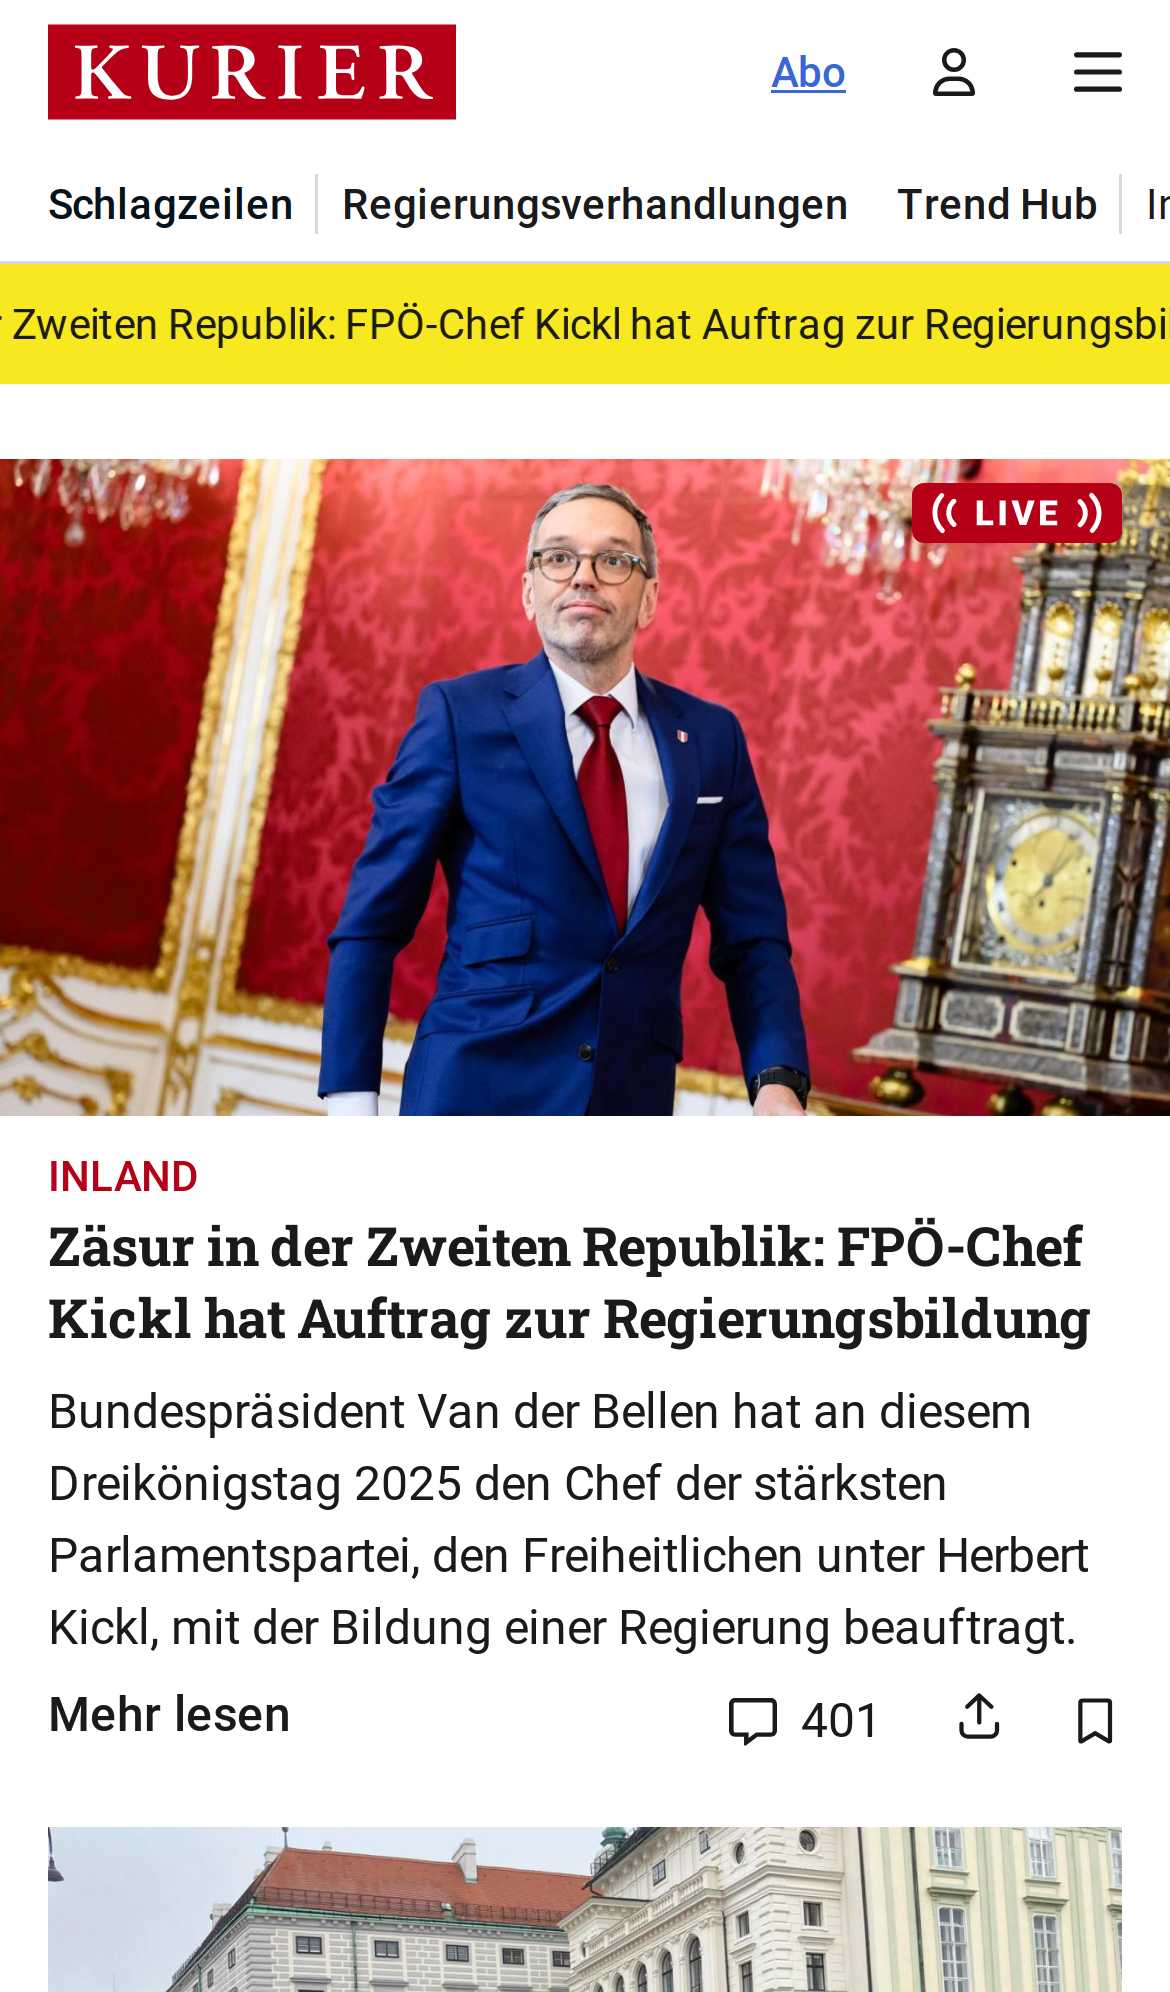 KURIER
Abo
Schlagzeilen
Regierungsverhandlungen
Trend Hub
Zweiten Republik: FPÖ-Chef Kickl hat Auftrag zur
LIVE
INLAND
Zäsur in der Zweiten Republik: FPÖ-Chef
Kickl hat Auftrag zur Regierungsbildung
Bundespräsident Van der Bellen hat an diesem
Dreikönigstag 2025 den Chef der stärksten
Parlamentspartei, den Freiheitlichen unter Herbert
Kickl, mit der Bildung einer Regierung beauftragt.
Mehr lesen
401